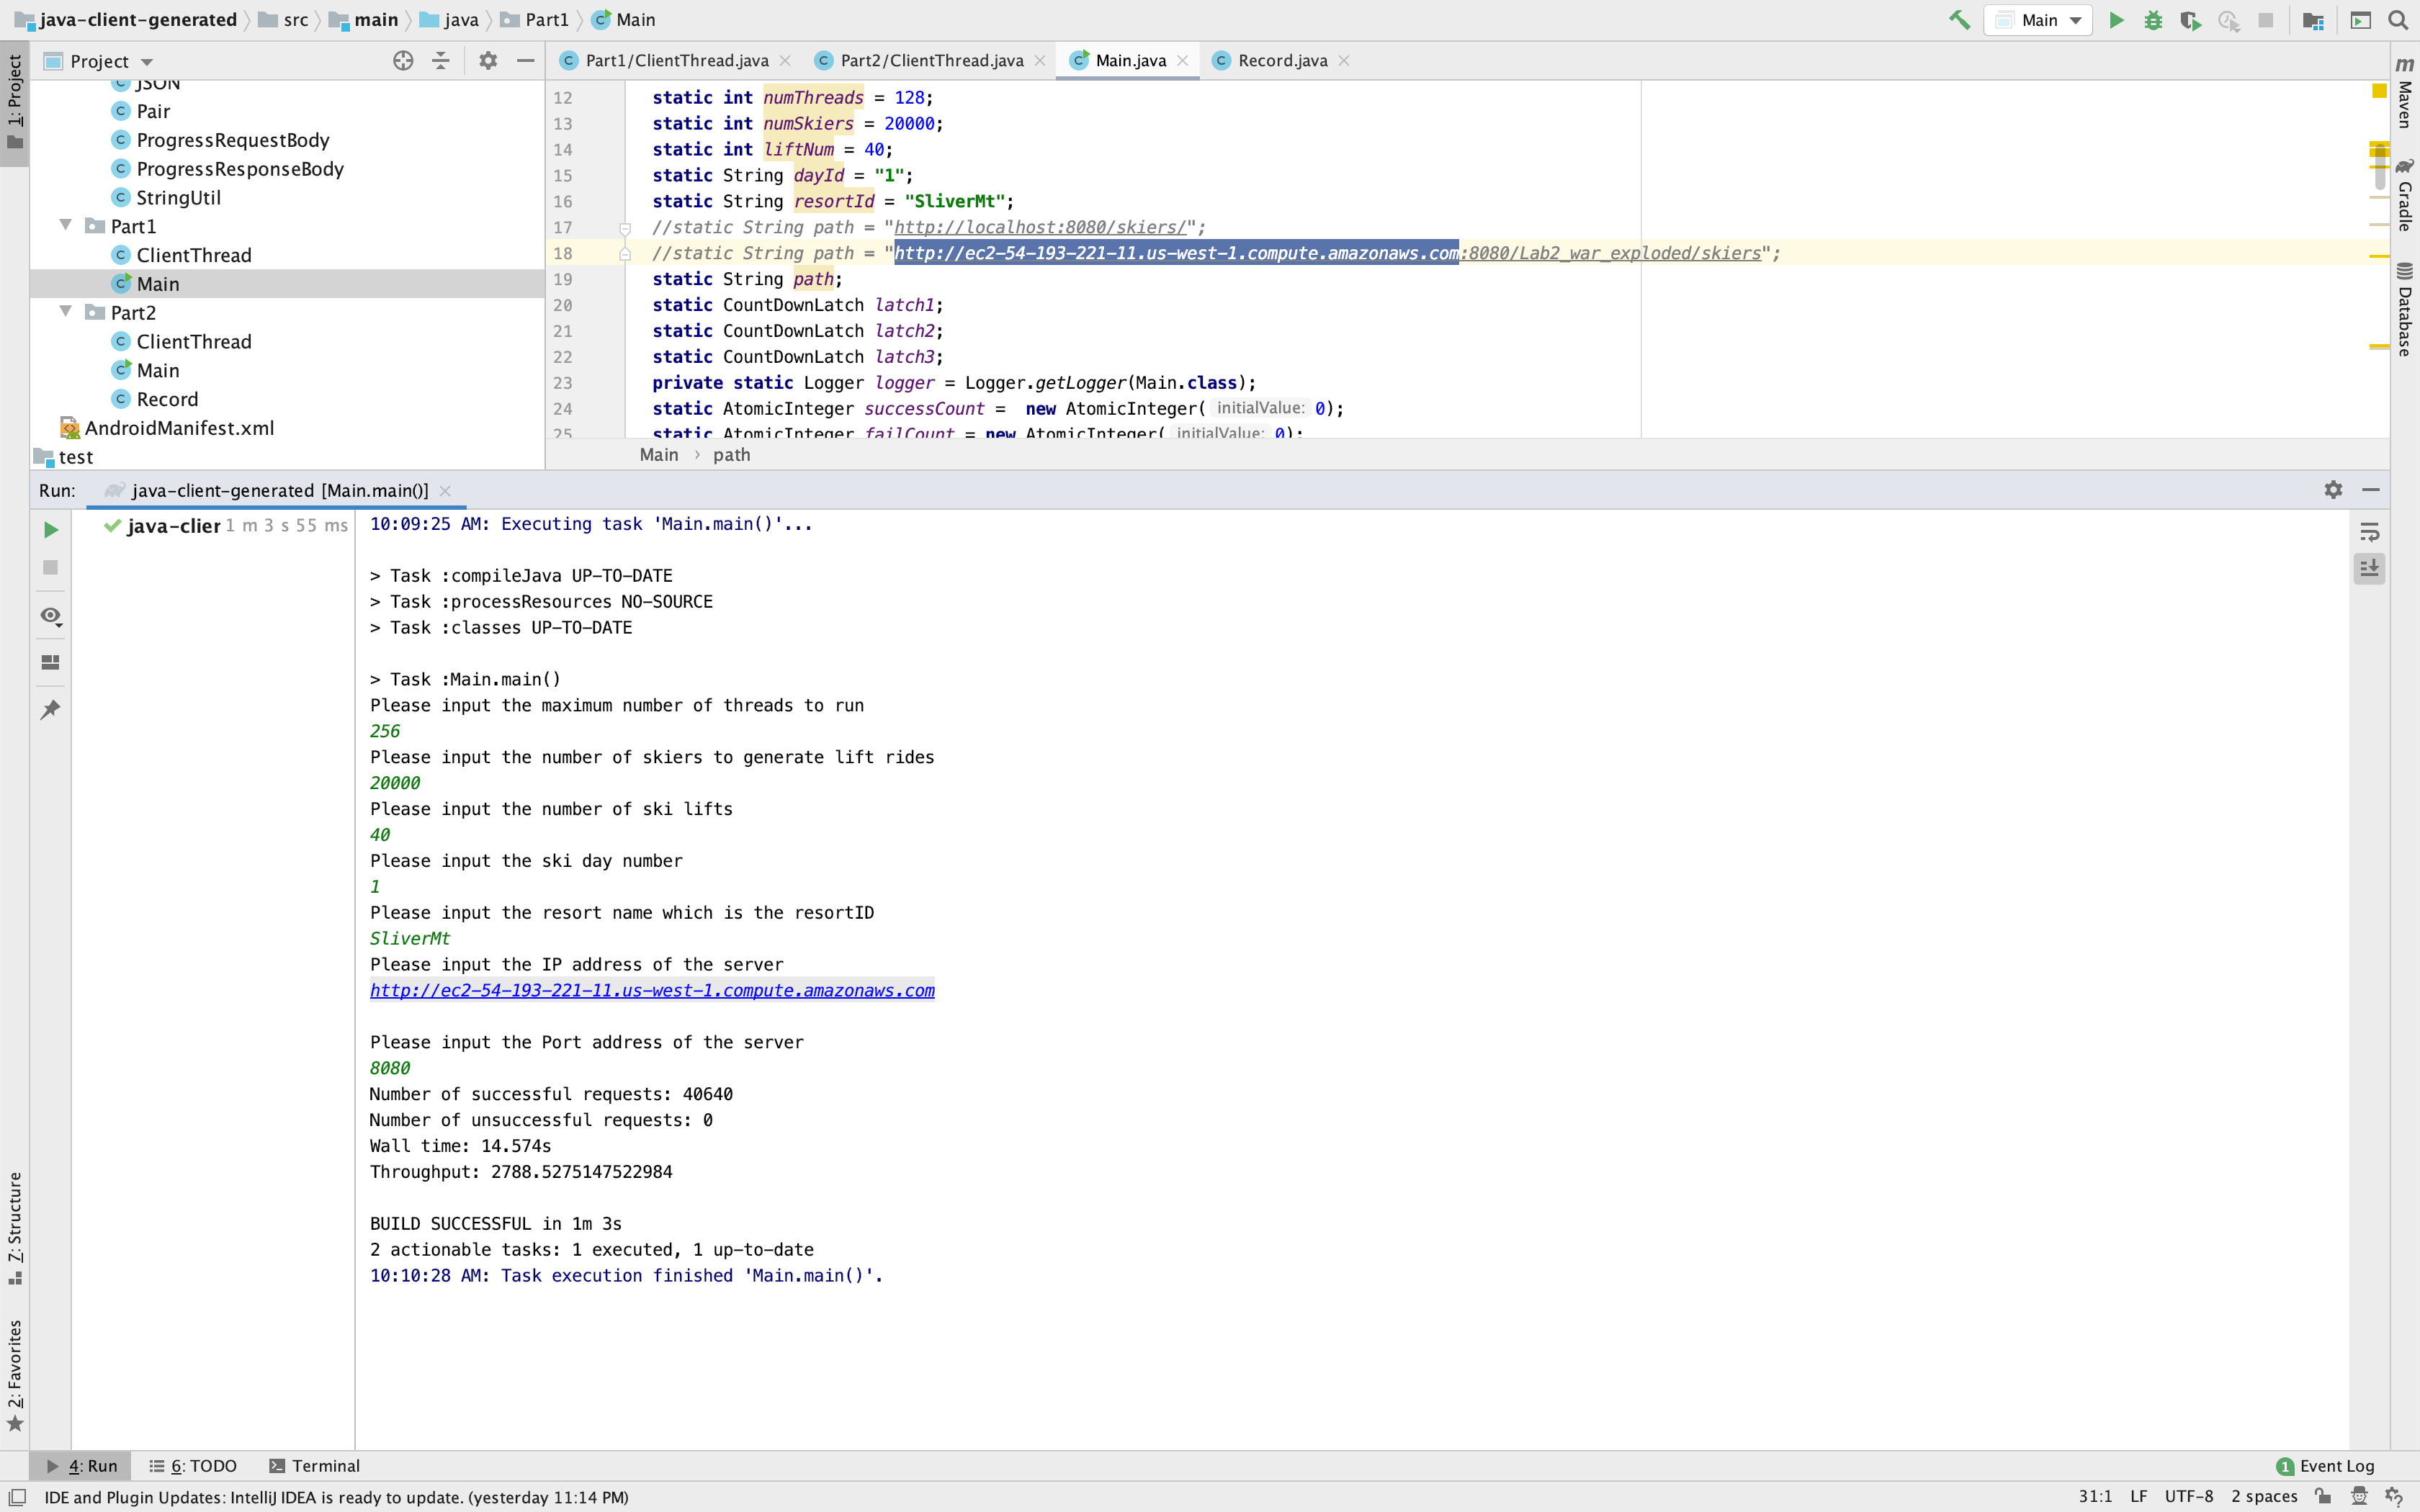 java-client-generated src main java Part1 Main
Main
1: Project
Project
JSON
Pair
ProgressRequestBody
ProgressResponseBody
StringUtil
Part1
ClientThread
Main
Part2
ClientThread
Main
Record
AndroidManifest.xml
test
Part1/ClientThread.java Part2/ClientThread.java Main.java Record.java
12 static int numThreads = 128;
13 static int numSkiers = 20000;
14 static int liftNum = 40;
15 static String dayId = "1";
16 static String resortId = "SliverMt";
17 //static String path = "http://localhost:8080/skiers/";
18 //static String path = "http://ec2-54-193-221-11.us-west-1.compute.amazonaws.com:8080/Lab2_war_exploded/skiers";
19 static String path;
20 static CountDownLatch latch1;
21 static CountDownLatch latch2;
22 static CountDownLatch latch3;
23 private static Logger logger = Logger.getLogger(Main.class);
24 static AtomicInteger successCount = new AtomicInteger( initialValue: 0);
25 static AtomicInteger failCount = new AtomicInteger( initialValue: 0);
Main › path
m Maven
Gradle
Database
Run: java-client-generated [Main.main()]
java-clier 1 m 3 s 55 ms
10:09:25 AM: Executing task 'Main.main()'...
> Task :compileJava UP-TO-DATE
> Task :processResources NO-SOURCE
> Task :classes UP-TO-DATE
> Task :Main.main()
Please input the maximum number of threads to run
256
Please input the number of skiers to generate lift rides
20000
Please input the number of ski lifts
40
Please input the ski day number
1
Please input the resort name which is the resortID
SliverMt
Please input the IP address of the server
http://ec2-54-193-221-11.us-west-1.compute.amazonaws.com
Please input the Port address of the server
8080
Number of successful requests: 40640
Number of unsuccessful requests: 0
Wall time: 14.574s
Throughput: 2788.5275147522984
BUILD SUCCESSFUL in 1m 3s
2 actionable tasks: 1 executed, 1 up-to-date
10:10:28 AM: Task execution finished 'Main.main()'.
7: Structure
2: Favorites
4: Run 6: TODO Terminal
1 Event Log
IDE and Plugin Updates: IntelliJ IDEA is ready to update. (yesterday 11:14 PM)
31:1 LF UTF-8 2 spaces